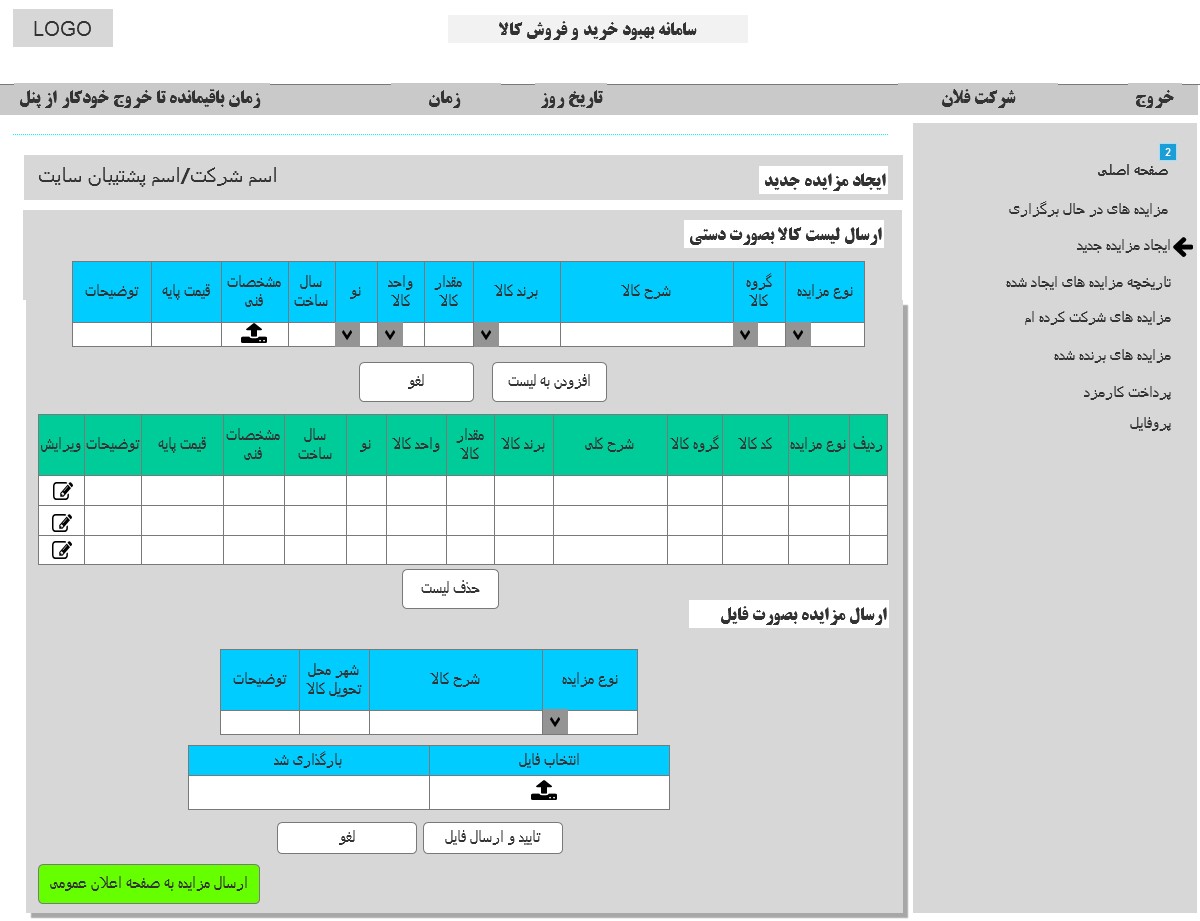 LOGO
سامانه بهبود خرید و فروش کالا
خروج
شرکت فلان
تاریخ روز
زمان
زمان باقیمانده تا خروج خودکار از پنل
2
صفحه اصلی
مزایده های در حال برگزاری
ایجاد مزایده جدید
تاریخچه مزایده های ایجاد شده
مزایده های شرکت کرده ام
مزایده های برنده شده
پرداخت کارمزد
پروفایل
ایجاد مزایده جدید
اسم شرکت/اسم پشتیبان سایت
ارسال لیست کالا بصورت دستی
نوع مزایده
گروه
کالا
شرح کالا
برند کالا
مقدار
کالا
واحد
کالا
نو
سال
ساخت
مشخصات
فنی
قیمت پایه
توضیحات
افزودن به لیست
لغو
ردیف
نوع مزایده
کد کالا
گروه کالا
شرح کلی
برند کالا
مقدار
کالا
واحد کالا
نو
سال
ساخت
مشخصات
فنی
قیمت پایه
توضیحات
ویرایش
حذف لیست
ارسال مزایده بصورت فایل
نوع مزایده
شرح کالا
شهر محل
تحویل کالا
توضیحات
انتخاب فایل
بارگذاری شد
تایید و ارسال فایل
لغو
ارسال مزایده به صفحه اعلان عمومی